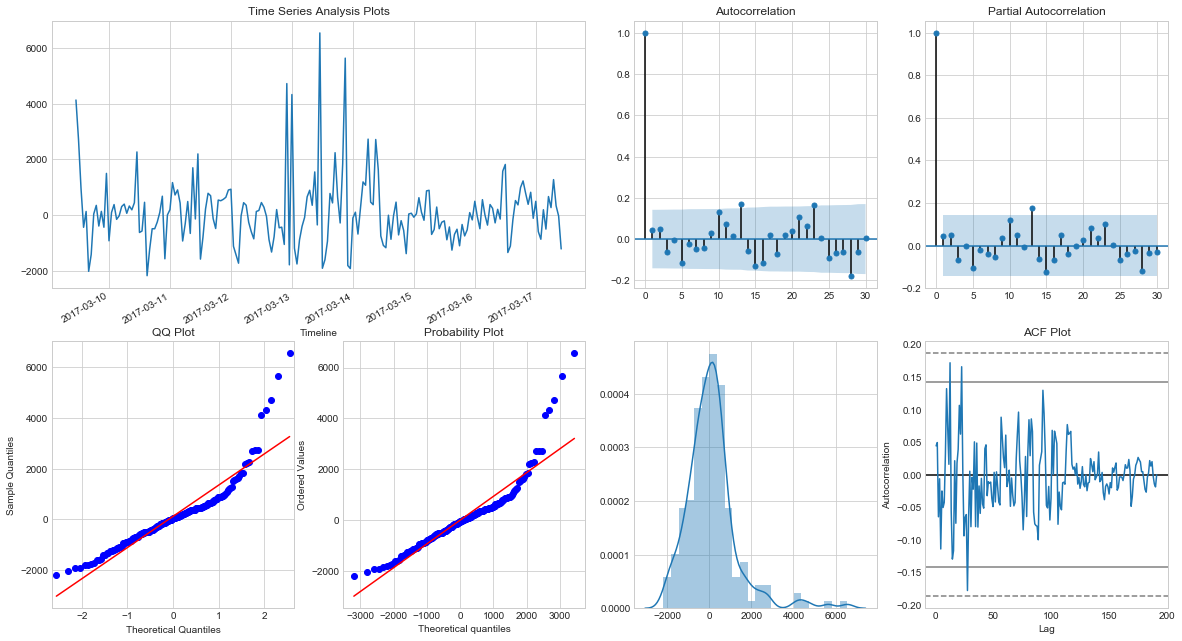 Time Series Analysis Plots
6000
4000
2000
0
−2000
2017-03-10
2017-03-11
2017-03-12
2017-03-13
2017-03-14
2017-03-15
2017-03-16
2017-03-17
Timeline
Autocorrelation
1.0
0.8
0.6
0.4
0.2
0.0
−0.2
0 5 10 15 20 25 30
Partial Autocorrelation
1.0
0.8
0.6
0.4
0.2
0.0
−0.2
0 5 10 15 20 25 30
QQ Plot
Sample Quantiles
6000
4000
2000
0
−2000
−2 −1 0 1 2
Theoretical Quantiles
Probability Plot
Ordered Values
6000
4000
2000
0
−2000
−3000 −2000 −1000 0 1000 2000 3000
Theoretical quantiles
0.0004
0.0003
0.0002
0.0001
0.0000
−2000 0 2000 4000 6000
ACF Plot
Autocorrelation
0.20
0.15
0.10
0.05
0.00
−0.05
−0.10
−0.15
−0.20
0 50 100 150 200
Lag